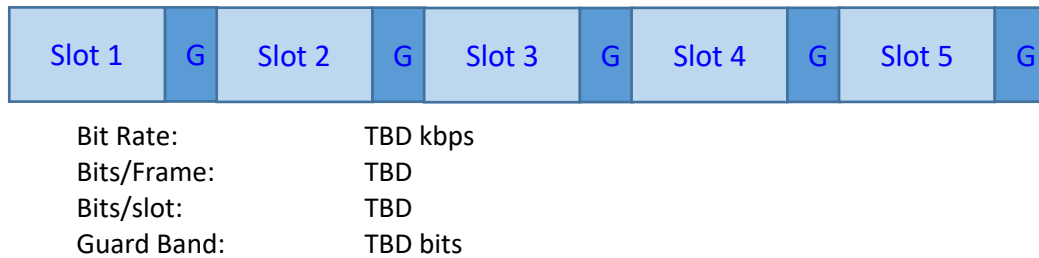 Slot 1 G Slot 2 G Slot 3 G Slot 4 G Slot 5 G
Bit Rate: TBD kbps
Bits/Frame: TBD
Bits/slot: TBD
Guard Band: TBD bits